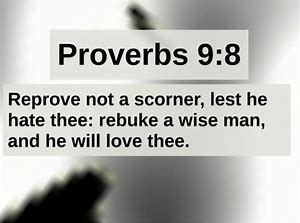 Proverbs 9:8
Reprove not a scorner, lest he
hate thee: rebuke a wise man,
and he will love thee.